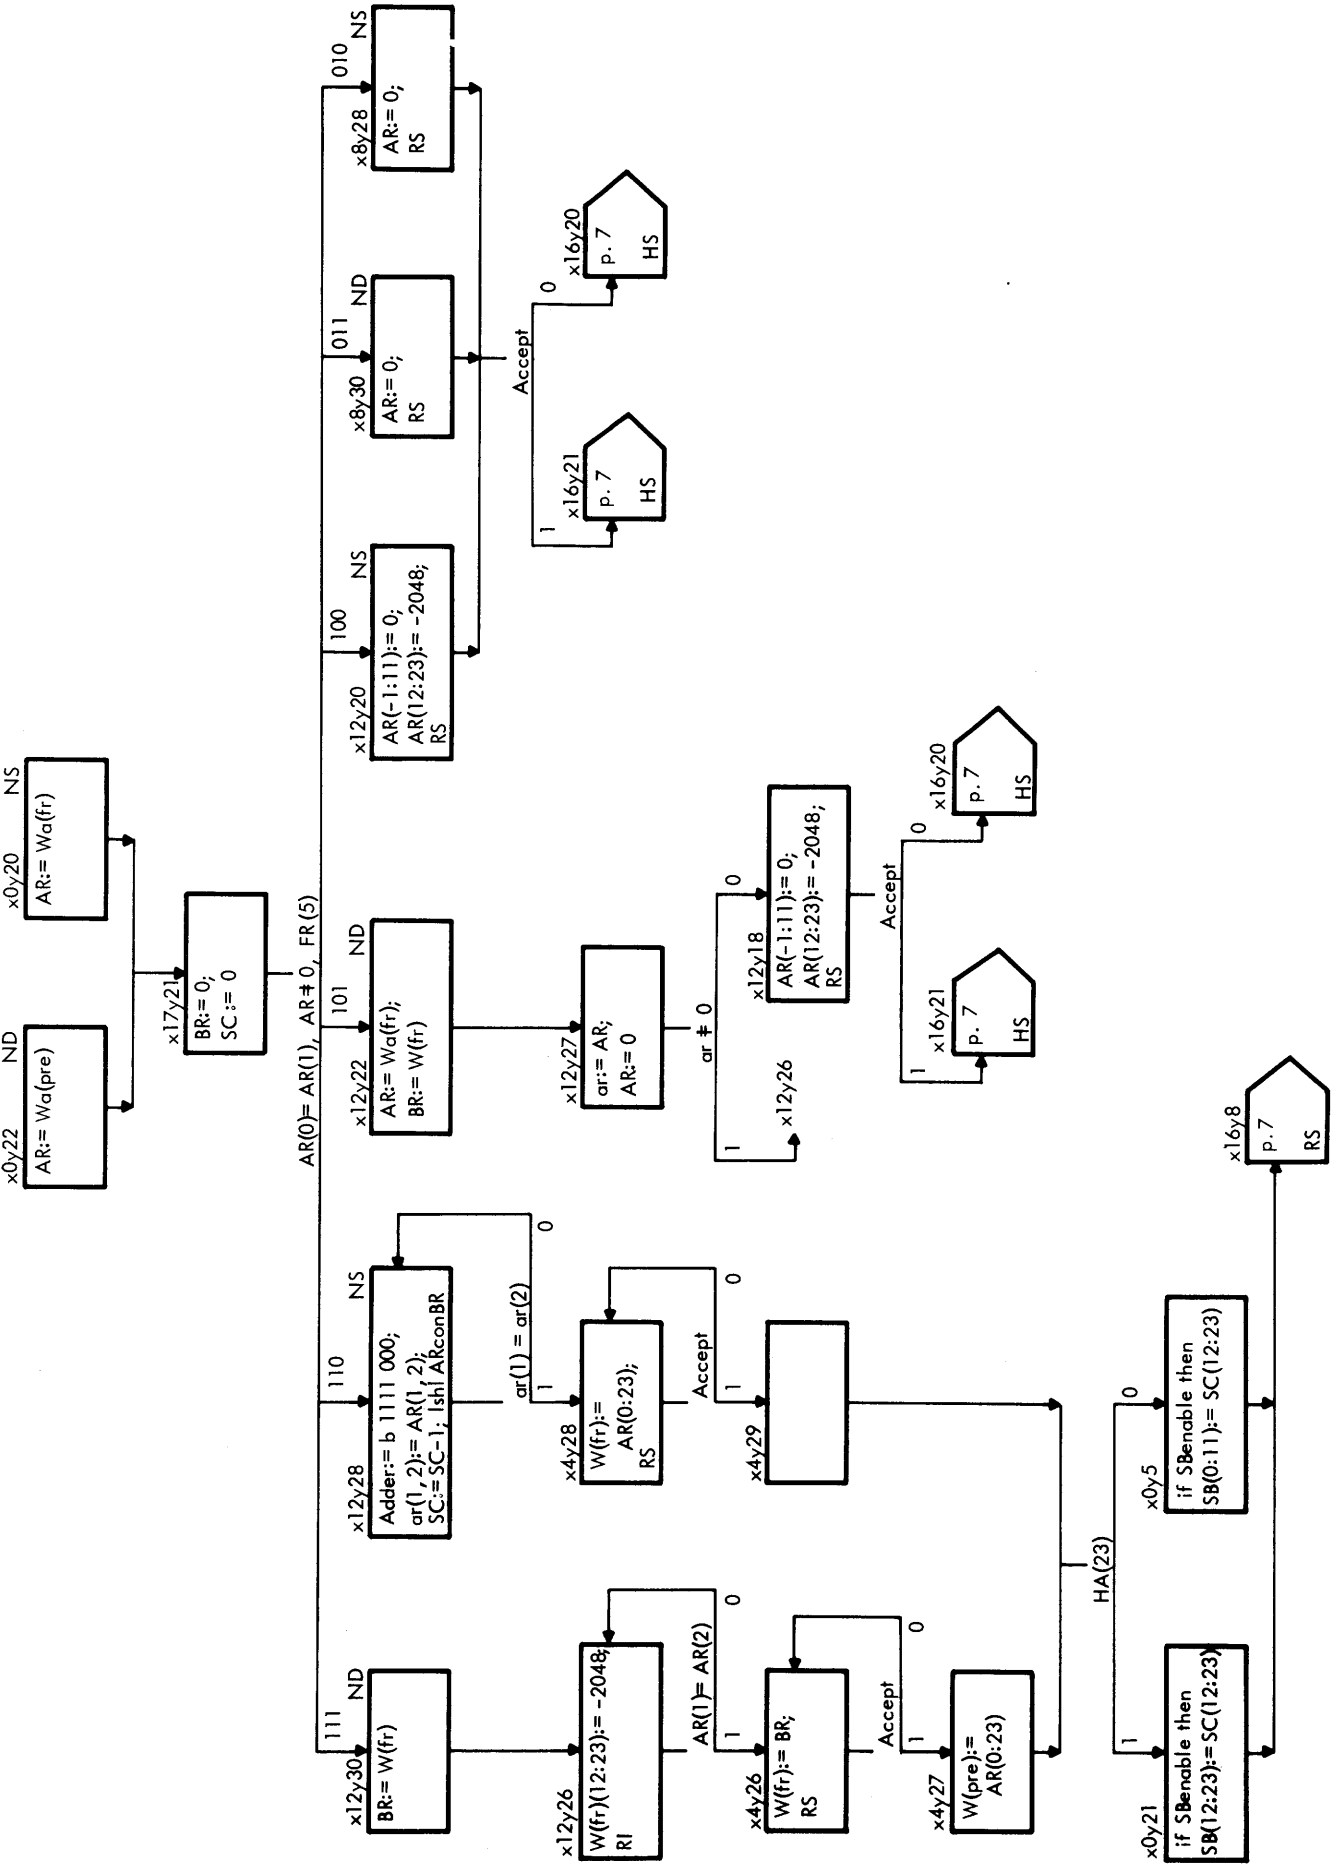 x0y22
ND
AR:= Wa(pre)
x0y20
NS
AR:= Wa(fr)
x17y21
BR:= 0;
SC := 0
AR(0)= AR(1), AR ≠ 0, FR(5)
111
x12y30
ND
BR:= W(fr)
110
x12y28
NS
Adder:= b 1111 000;
ar(1, 2):= AR(1, 2);
SC:= SC-1; lshl ARconBR
101
x12y22
ND
AR:= Wa(fr);
BR:= W(fr)
100
x12y20
NS
AR(-1:11):= 0;
AR(12:23):= -2048;
RS
011
x8y30
ND
AR:= 0;
RS
010
x8y28
NS
AR:= 0;
RS
x12y26
W(fr)(12:23):= -2048;
RI
ar(1) = ar(2)
0
1
x4y28
W(fr):=
AR(0:23);
RS
x12y27
ar:= AR;
AR:= 0
Accept
1
0
x16y21
p. 7
HS
x16y20
p. 7
HS
AR(1)= AR(2)
0
1
x4y26
W(fr):= BR;
RS
Accept
0
1
x4y29
ar ≠ 0
1
0
x12y26
x12y18
AR(-1:11):= 0;
AR(12:23):= -2048;
RS
Accept
0
1
x4y27
W(pre):=
AR(0:23)
Accept
1
0
x16y21
p. 7
HS
x16y20
p. 7
HS
HA(23)
1
0
x0y21
if SBenable then
SB(12:23):= SC(12:23)
x0y5
if SBenable then
SB(0:11):= SC(12:23)
x16y8
p.7
RS